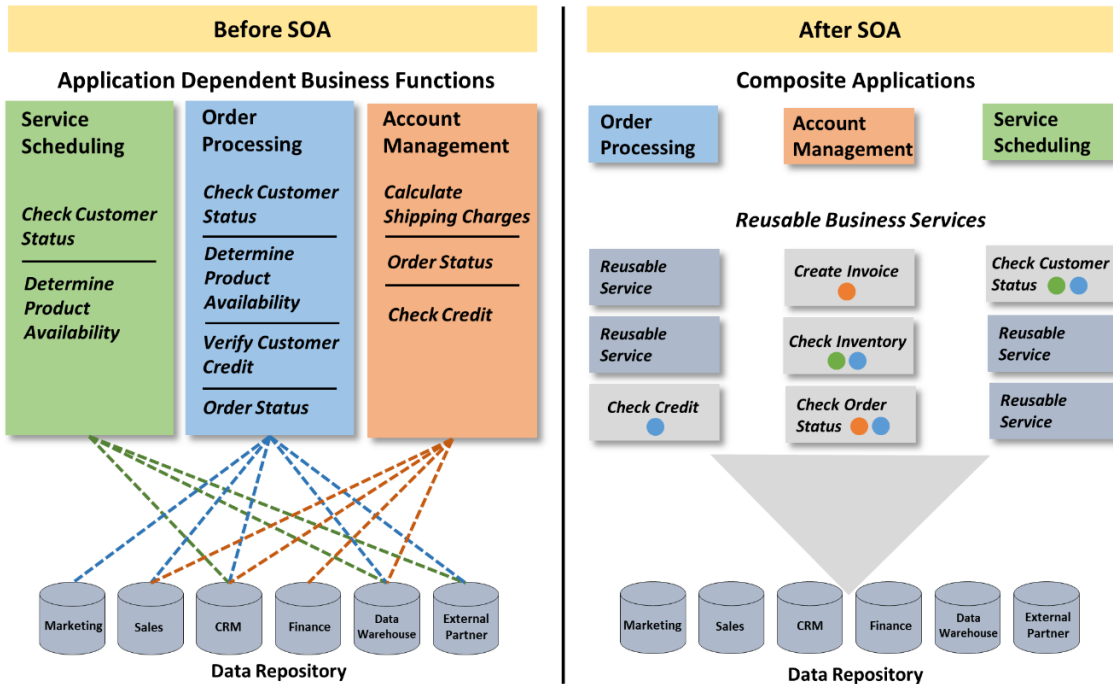 Before SOA
Application Dependent Business Functions
Service
Scheduling
Check Customer
Status
Determine
Product
Availability
Order
Processing
Check Customer
Status
Determine
Product
Availability
Verify Customer
Credit
Order Status
Account
Management
Calculate
Shipping Charges
Order Status
Check Credit
Marketing
Sales
CRM
Finance
Data
Warehouse
External
Partner
Data Repository
After SOA
Composite Applications
Order
Processing
Account
Management
Service
Scheduling
Reusable Business Services
Reusable
Service
Create Invoice
Check Customer
Status
Reusable
Service
Check Inventory
Reusable
Service
Check Credit
Check Order
Status
Reusable
Service
Marketing
Sales
CRM
Finance
Data
Warehouse
External
Partner
Data Repository